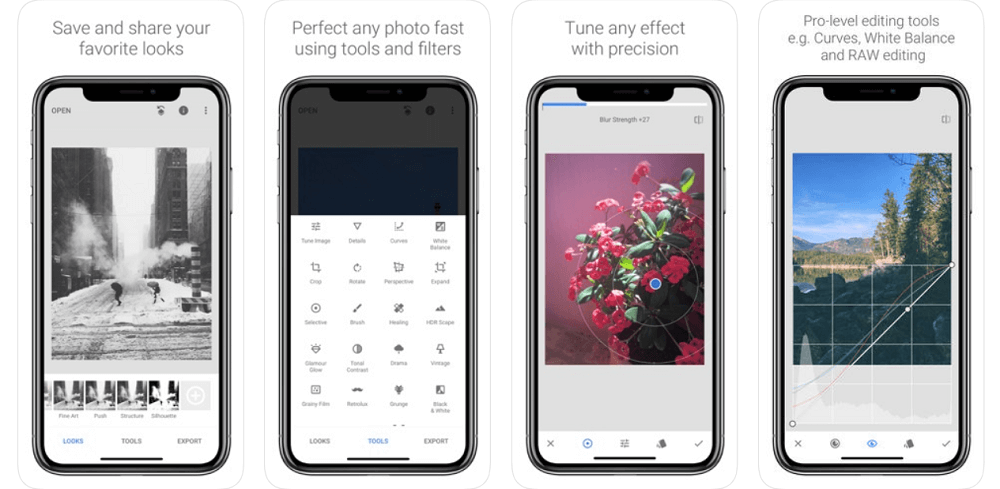 Save and share your
favorite looks
OPEN
Fine Art
Push
Structure
Silhouette
LOOKS
TOOLS
EXPORT
Perfect any photo fast
using tools and filters
OPEN
Tune Image
Details
Curves
White
Balance
Crop
Rotate
Perspective
Expand
Selective
Brush
Healing
HDR Scape
Glamour
Glow
Tonal
Contrast
Drama
Vintage
Grainy Film
Retrolux
Grunge
Black
& White
LOOKS
TOOLS
EXPORT
Tune any effect
with precision
Blur Strength +27
Pro-level editing tools
e.g. Curves, White Balance
and RAW editing